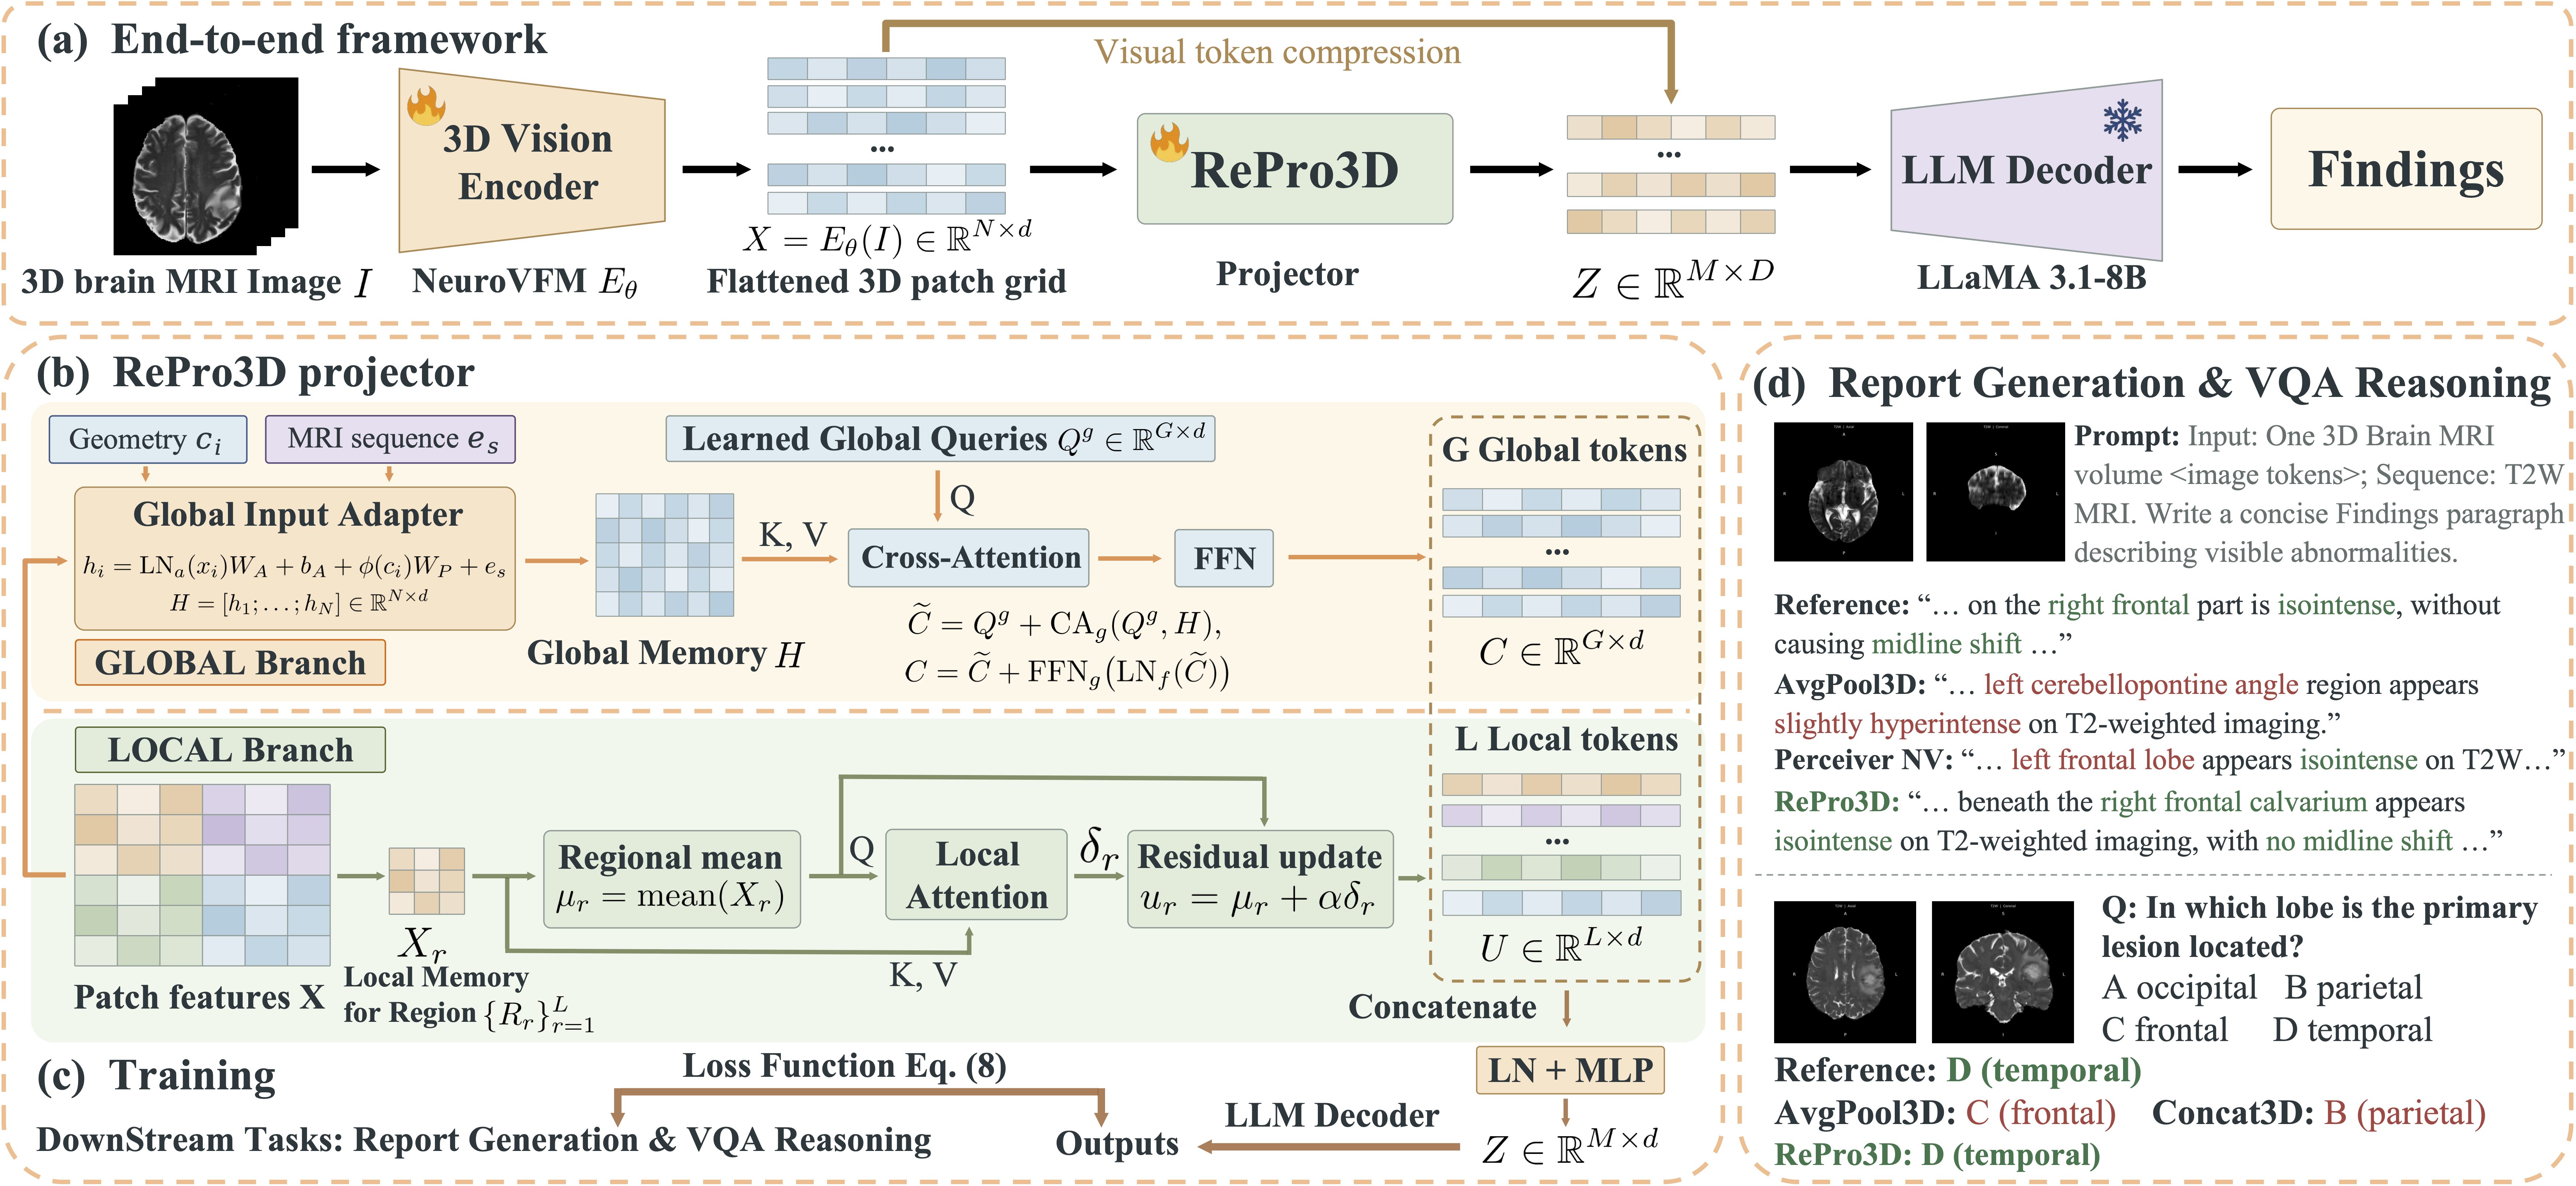 (a) End-to-end framework
Visual token compression
3D Vision
Encoder
...
RePro3D
...
LLM Decoder
Findings
X = E_θ(I) ∈ ℝ^{N×d}
3D brain MRI Image I
NeuroVFM E_θ
Flattened 3D patch grid
Projector
Z ∈ ℝ^{M×D}
LLaMA 3.1-8B
(b) RePro3D projector
Geometry c_i
MRI sequence e_s
Learned Global Queries Q^g ∈ ℝ^{G×d}
G Global tokens
Global Input Adapter
h_i = LN_a(x_i)W_A + b_A + ϕ(c_i)W_P + e_s
H = [h_1; …; h_N] ∈ ℝ^{N×d}
Q
K, V
Cross-Attention
FFN
...
GLOBAL Branch
Global Memory H
C̃ = Q^g + CA_g(Q^g, H),
C = C̃ + FFN_g(LN_f(C̃))
C ∈ ℝ^{G×d}
LOCAL Branch
L Local tokens
Regional mean
μ_r = mean(X_r)
Q
Local
Attention
δ_r
Residual update
u_r = μ_r + αδ_r
...
X_r
K, V
U ∈ ℝ^{L×d}
Patch features X
Local Memory
for Region {R_r}_{r=1}^{L}
Concatenate
(c) Training
Loss Function Eq. (8)
LN + MLP
DownStream Tasks: Report Generation & VQA Reasoning
Outputs
LLM Decoder
Z ∈ ℝ^{M×d}
(d) Report Generation & VQA Reasoning
Prompt: Input: One 3D Brain MRI
volume <image tokens>; Sequence: T2W
MRI. Write a concise Findings paragraph
describing visible abnormalities.
Reference: “… on the right frontal part is isointense, without
causing midline shift …”
AvgPool3D: “… left cerebellopontine angle region appears
slightly hyperintense on T2-weighted imaging.”
Perceiver NV: “… left frontal lobe appears isointense on T2W…”
RePro3D: “… beneath the right frontal calvarium appears
isointense on T2-weighted imaging, with no midline shift …”
Q: In which lobe is the primary
lesion located?
A occipital B parietal
C frontal D temporal
Reference: D (temporal)
AvgPool3D: C (frontal) Concat3D: B (parietal)
RePro3D: D (temporal)